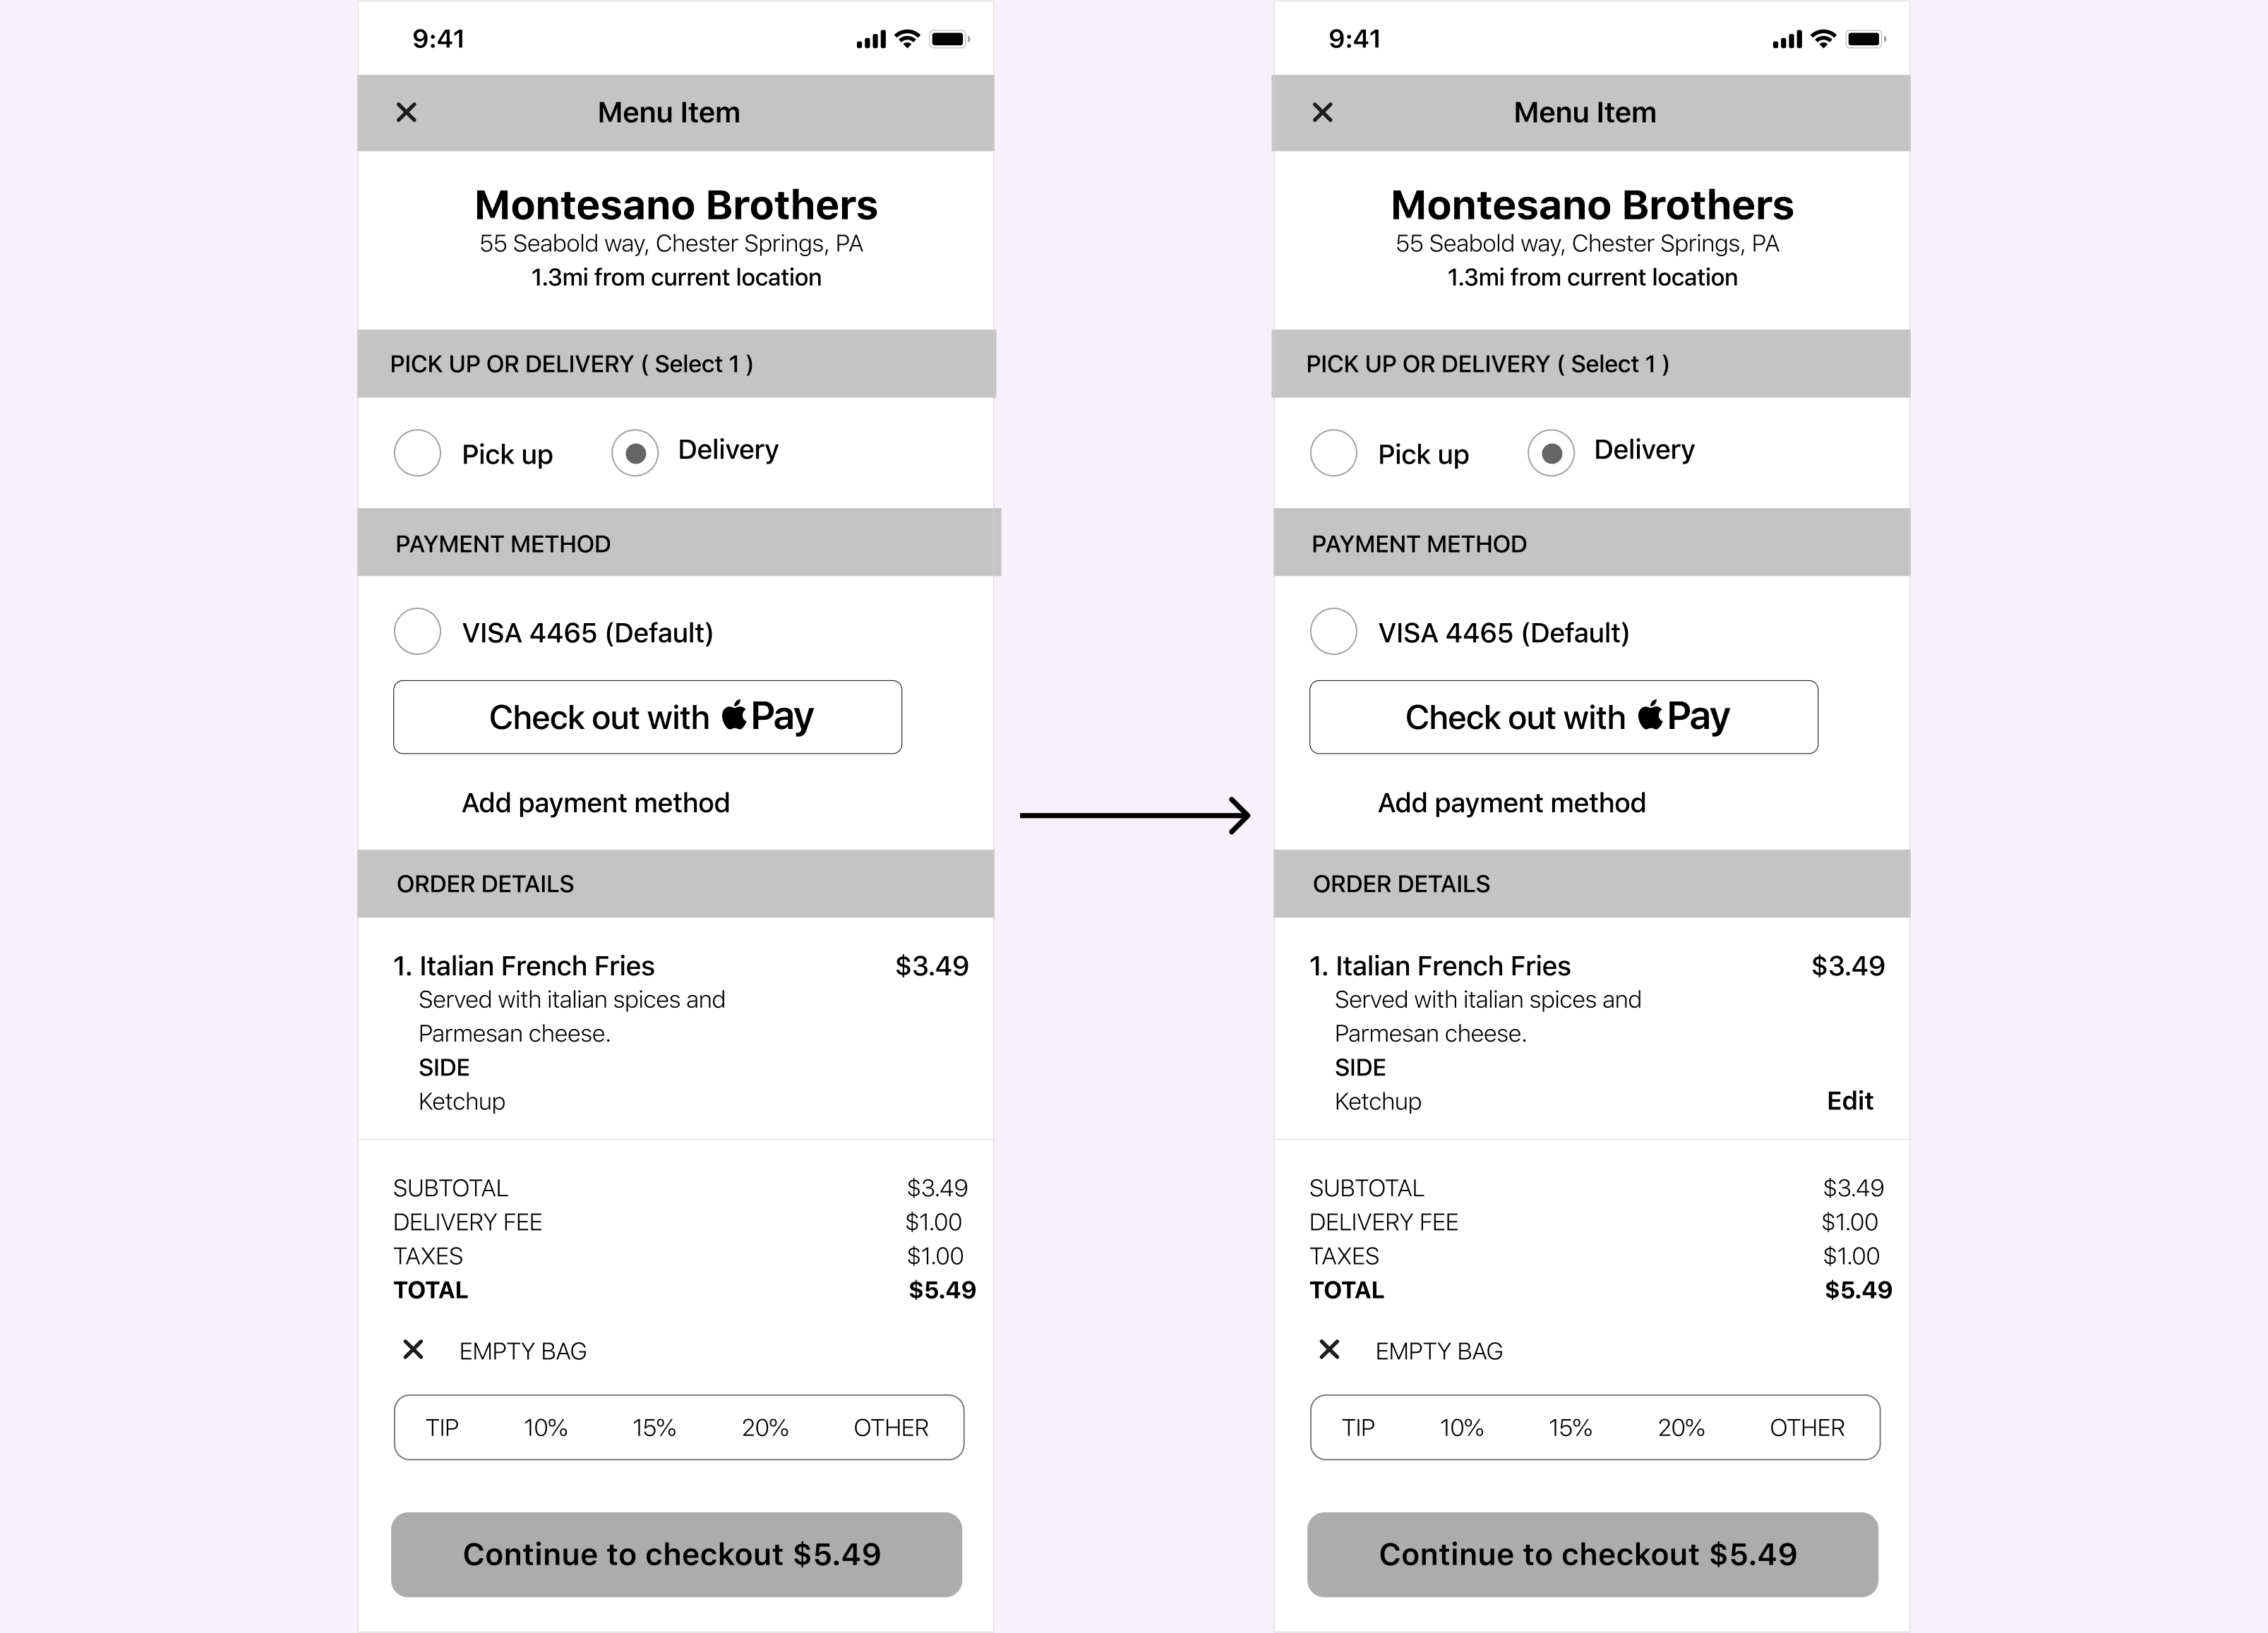 9:41
Menu Item
Montesano Brothers
55 Seabold way, Chester Springs, PA
1.3mi from current location
PICK UP OR DELIVERY ( Select 1 )
Pick up Delivery
PAYMENT METHOD
VISA 4465 (Default)
Check out with Pay
Add payment method
ORDER DETAILS
1. Italian French Fries $3.49
Served with italian spices and
Parmesan cheese.
SIDE
Ketchup
SUBTOTAL $3.49
DELIVERY FEE $1.00
TAXES $1.00
TOTAL $5.49
EMPTY BAG
TIP 10% 15% 20% OTHER
Continue to checkout $5.49
9:41
Menu Item
Montesano Brothers
55 Seabold way, Chester Springs, PA
1.3mi from current location
PICK UP OR DELIVERY ( Select 1 )
Pick up Delivery
PAYMENT METHOD
VISA 4465 (Default)
Check out with Pay
Add payment method
ORDER DETAILS
1. Italian French Fries $3.49
Served with italian spices and
Parmesan cheese.
SIDE
Ketchup Edit
SUBTOTAL $3.49
DELIVERY FEE $1.00
TAXES $1.00
TOTAL $5.49
EMPTY BAG
TIP 10% 15% 20% OTHER
Continue to checkout $5.49